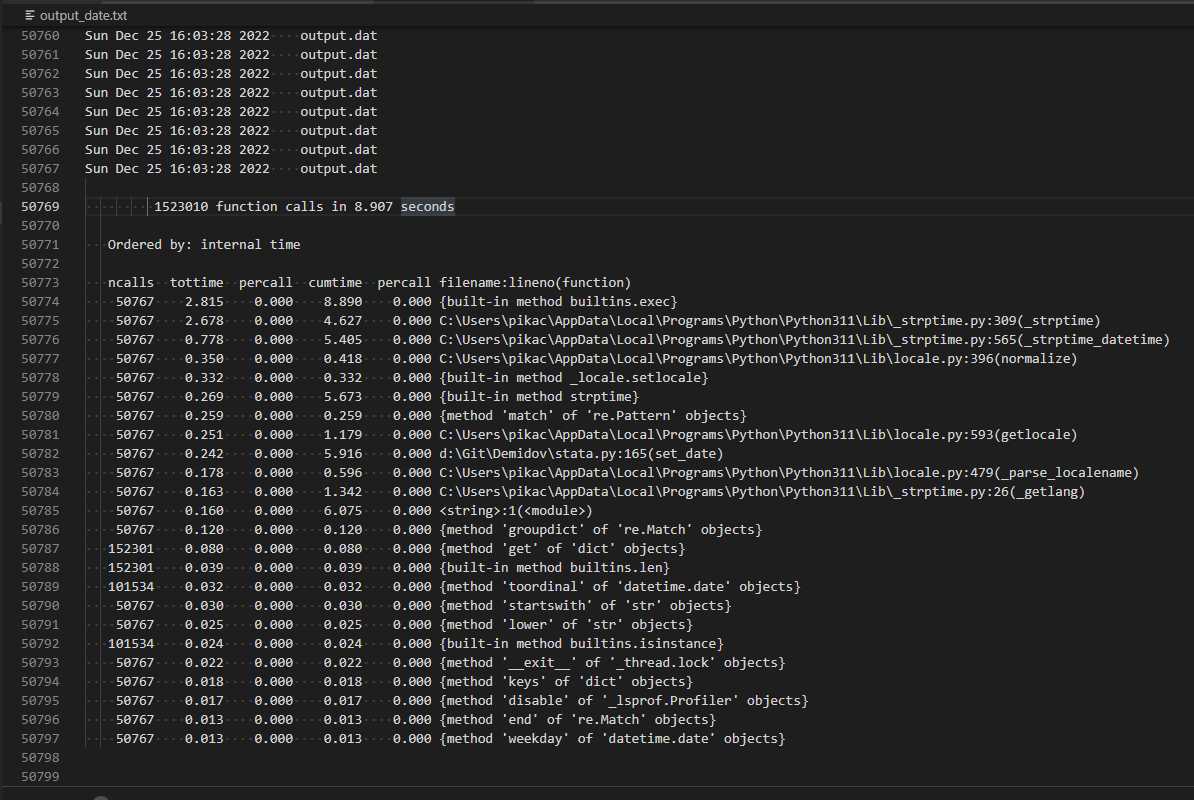 output_date.txt
50760 Sun Dec 25 16:03:28 2022    output.dat
50761 Sun Dec 25 16:03:28 2022    output.dat
50762 Sun Dec 25 16:03:28 2022    output.dat
50763 Sun Dec 25 16:03:28 2022    output.dat
50764 Sun Dec 25 16:03:28 2022    output.dat
50765 Sun Dec 25 16:03:28 2022    output.dat
50766 Sun Dec 25 16:03:28 2022    output.dat
50767 Sun Dec 25 16:03:28 2022    output.dat
50768
50769          1523010 function calls in 8.907 seconds
50770
50771    Ordered by: internal time
50772
50773    ncalls  tottime  percall  cumtime  percall filename:lineno(function)
50774     50767    2.815    0.000    8.890    0.000 {built-in method builtins.exec}
50775     50767    2.678    0.000    4.627    0.000 C:\Users\pikac\AppData\Local\Programs\Python\Python311\Lib\_strptime.py:309(_strptime)
50776     50767    0.778    0.000    5.405    0.000 C:\Users\pikac\AppData\Local\Programs\Python\Python311\Lib\_strptime.py:565(_strptime_datetime)
50777     50767    0.350    0.000    0.418    0.000 C:\Users\pikac\AppData\Local\Programs\Python\Python311\Lib\locale.py:396(normalize)
50778     50767    0.332    0.000    0.332    0.000 {built-in method _locale.setlocale}
50779     50767    0.269    0.000    5.673    0.000 {built-in method strptime}
50780     50767    0.259    0.000    0.259    0.000 {method 'match' of 're.Pattern' objects}
50781     50767    0.251    0.000    1.179    0.000 C:\Users\pikac\AppData\Local\Programs\Python\Python311\Lib\locale.py:593(getlocale)
50782     50767    0.242    0.000    5.916    0.000 d:\Git\Demidov\stata.py:165(set_date)
50783     50767    0.178    0.000    0.596    0.000 C:\Users\pikac\AppData\Local\Programs\Python\Python311\Lib\locale.py:479(_parse_localename)
50784     50767    0.163    0.000    1.342    0.000 C:\Users\pikac\AppData\Local\Programs\Python\Python311\Lib\_strptime.py:26(_getlang)
50785     50767    0.160    0.000    6.075    0.000 <string>:1(<module>)
50786     50767    0.120    0.000    0.120    0.000 {method 'groupdict' of 're.Match' objects}
50787    152301    0.080    0.000    0.080    0.000 {method 'get' of 'dict' objects}
50788    152301    0.039    0.000    0.039    0.000 {built-in method builtins.len}
50789    101534    0.032    0.000    0.032    0.000 {method 'toordinal' of 'datetime.date' objects}
50790     50767    0.030    0.000    0.030    0.000 {method 'startswith' of 'str' objects}
50791     50767    0.025    0.000    0.025    0.000 {method 'lower' of 'str' objects}
50792    101534    0.024    0.000    0.024    0.000 {built-in method builtins.isinstance}
50793     50767    0.022    0.000    0.022    0.000 {method '__exit__' of '_thread.lock' objects}
50794     50767    0.018    0.000    0.018    0.000 {method 'keys' of 'dict' objects}
50795     50767    0.017    0.000    0.017    0.000 {method 'disable' of '_lsprof.Profiler' objects}
50796     50767    0.013    0.000    0.013    0.000 {method 'end' of 're.Match' objects}
50797     50767    0.013    0.000    0.013    0.000 {method 'weekday' of 'datetime.date' objects}
50798
50799